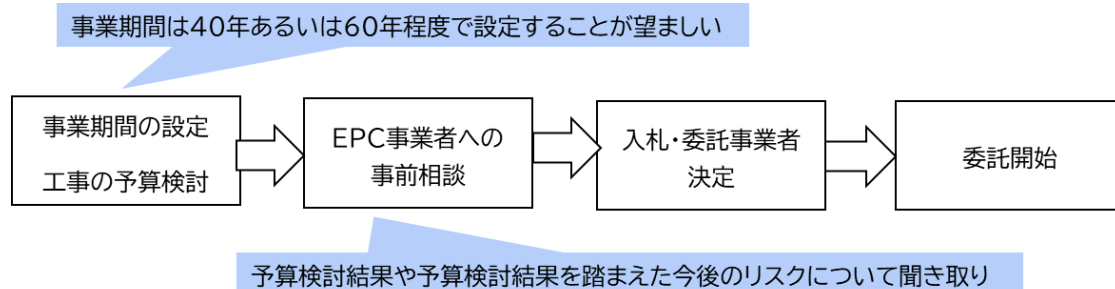 事業期間は40年あるいは60年程度で設定することが望ましい
事業期間の設定
工事の予算検討
EPC事業者への
事前相談
入札・委託事業者
決定
委託開始
予算検討結果や予算検討結果を踏まえた今後のリスクについて聞き取り